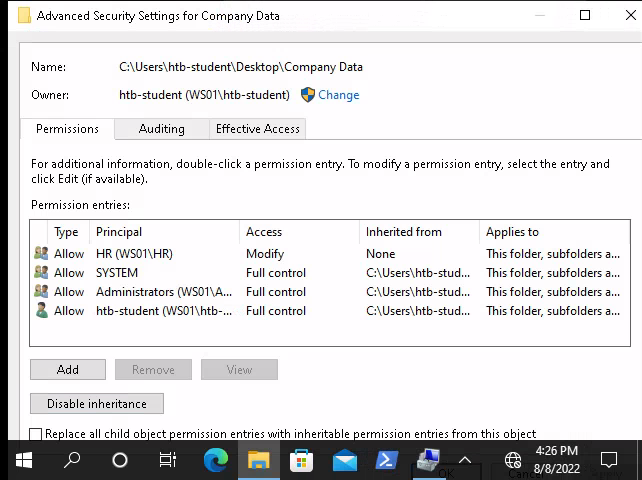 Advanced Security Settings for Company Data
Name: C:\Users\htb-student\Desktop\Company Data
Owner: htb-student (WS01\htb-student) Change
Permissions Auditing Effective Access
For additional information, double-click a permission entry. To modify a permission entry, select the entry and
click Edit (if available).
Permission entries:
Type Principal Access Inherited from Applies to
Allow HR (WS01\HR) Modify None This folder, subfolders a...
Allow SYSTEM Full control C:\Users\htb-stud... This folder, subfolders a...
Allow Administrators (WS01\A... Full control C:\Users\htb-stud... This folder, subfolders a...
Allow htb-student (WS01\htb-... Full control C:\Users\htb-stud... This folder, subfolders a...
Add Remove View
Disable inheritance
Replace all child object permission entries with inheritable permission entries from this object
OK Cancel Apply
4:26 PM
8/8/2022